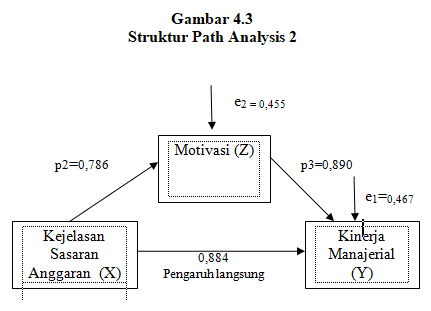 Gambar 4.3
Struktur Path Analysis 2
e2 = 0,455
Motivasi (Z)
p2=0,786
p3=0,890
e1=0,467
Kejelasan
Sasaran
Anggaran (X)
0,884
Pengaruh langsung
Kinerja
Manajerial
(Y)